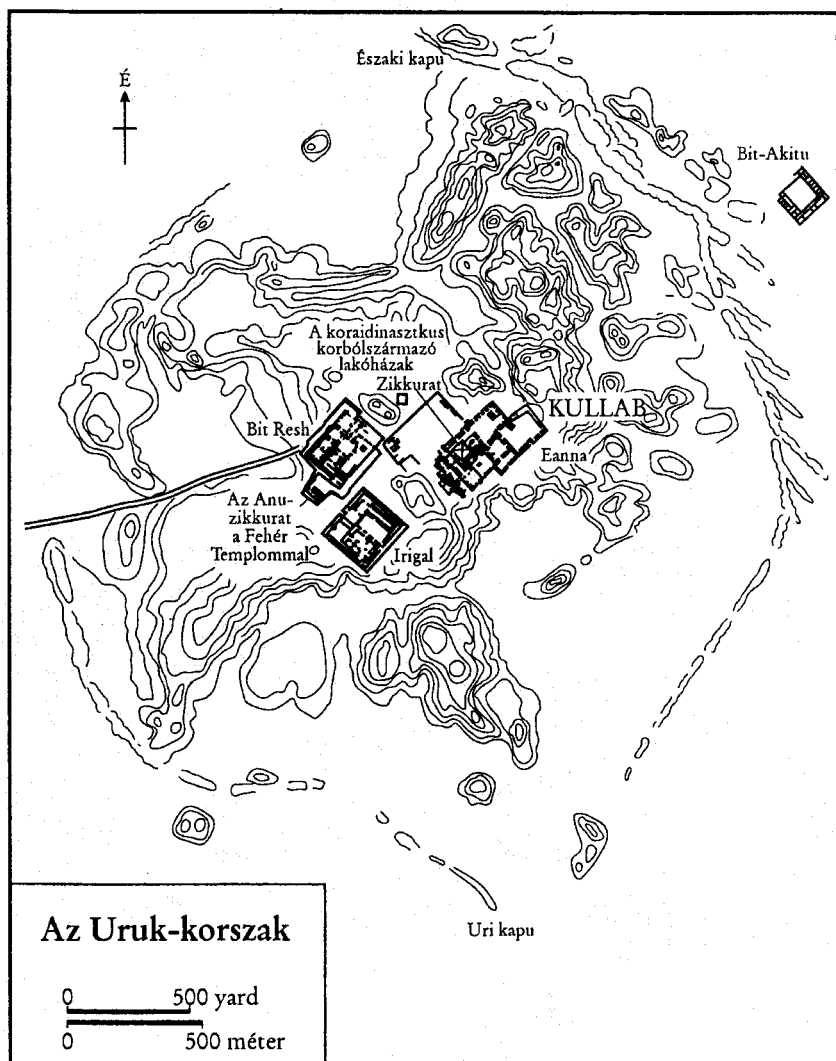 Északi kapu
É
Bit-Akitu
A koraidinasztkus
korbólszármazó
lakóházak
Zikkurat
KULLAB
Bit Resh
Eanna
Az Anu-
zikkurat
a Fehér
Templommal
Irigal
Uri kapu
Az Uruk-korszak
0 500 yard
0 500 méter